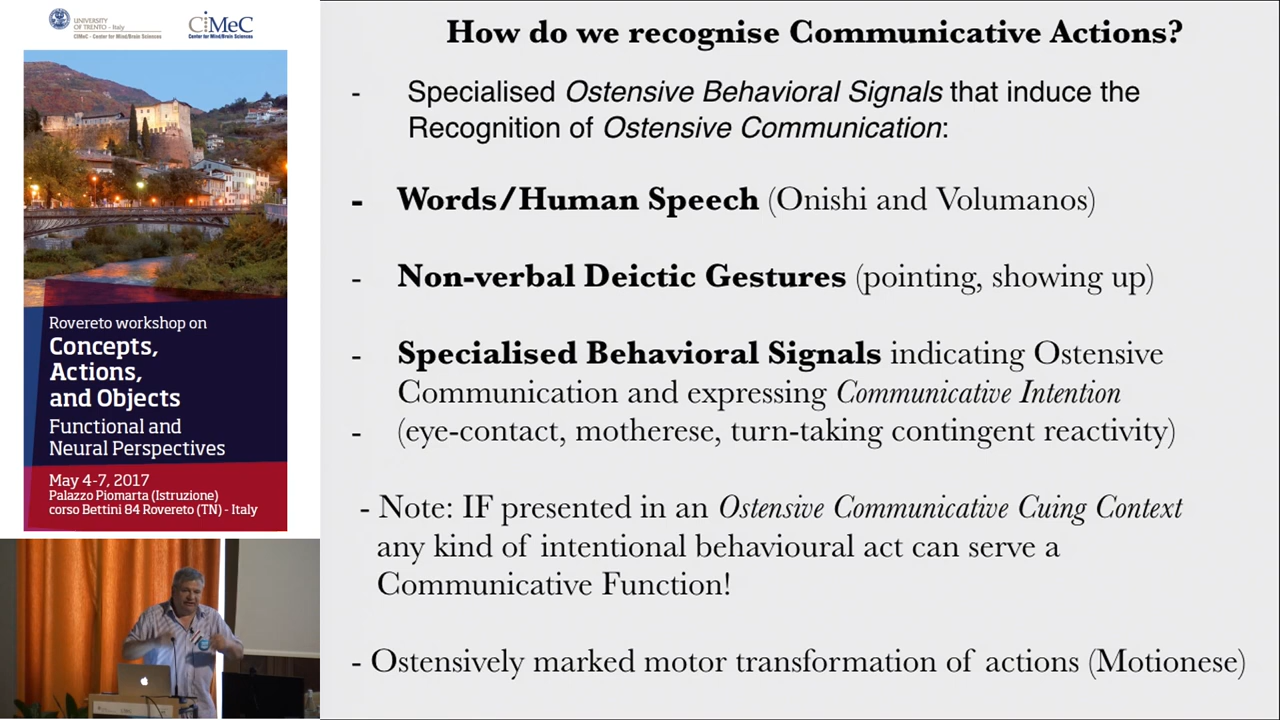 UNIVERSITY
OF TRENTO - Italy
CIMeC - Center for Mind/Brain Sciences
CiMeC
Center for Mind/Brain Sciences
Rovereto workshop on
Concepts,
Actions,
and Objects
Functional and
Neural Perspectives
May 4-7, 2017
Palazzo Piomarta (Istruzione)
corso Bettini 84 Rovereto (TN) - Italy
How do we recognise Communicative Actions?
- Specialised Ostensive Behavioral Signals that induce the
Recognition of Ostensive Communication:
- Words/Human Speech (Onishi and Volumanos)
- Non-verbal Deictic Gestures (pointing, showing up)
- Specialised Behavioral Signals indicating Ostensive
Communication and expressing Communicative Intention
- (eye-contact, motherese, turn-taking contingent reactivity)
- Note: IF presented in an Ostensive Communicative Cuing Context
any kind of intentional behavioural act can serve a
Communicative Function!
- Ostensively marked motor transformation of actions (Motionese)